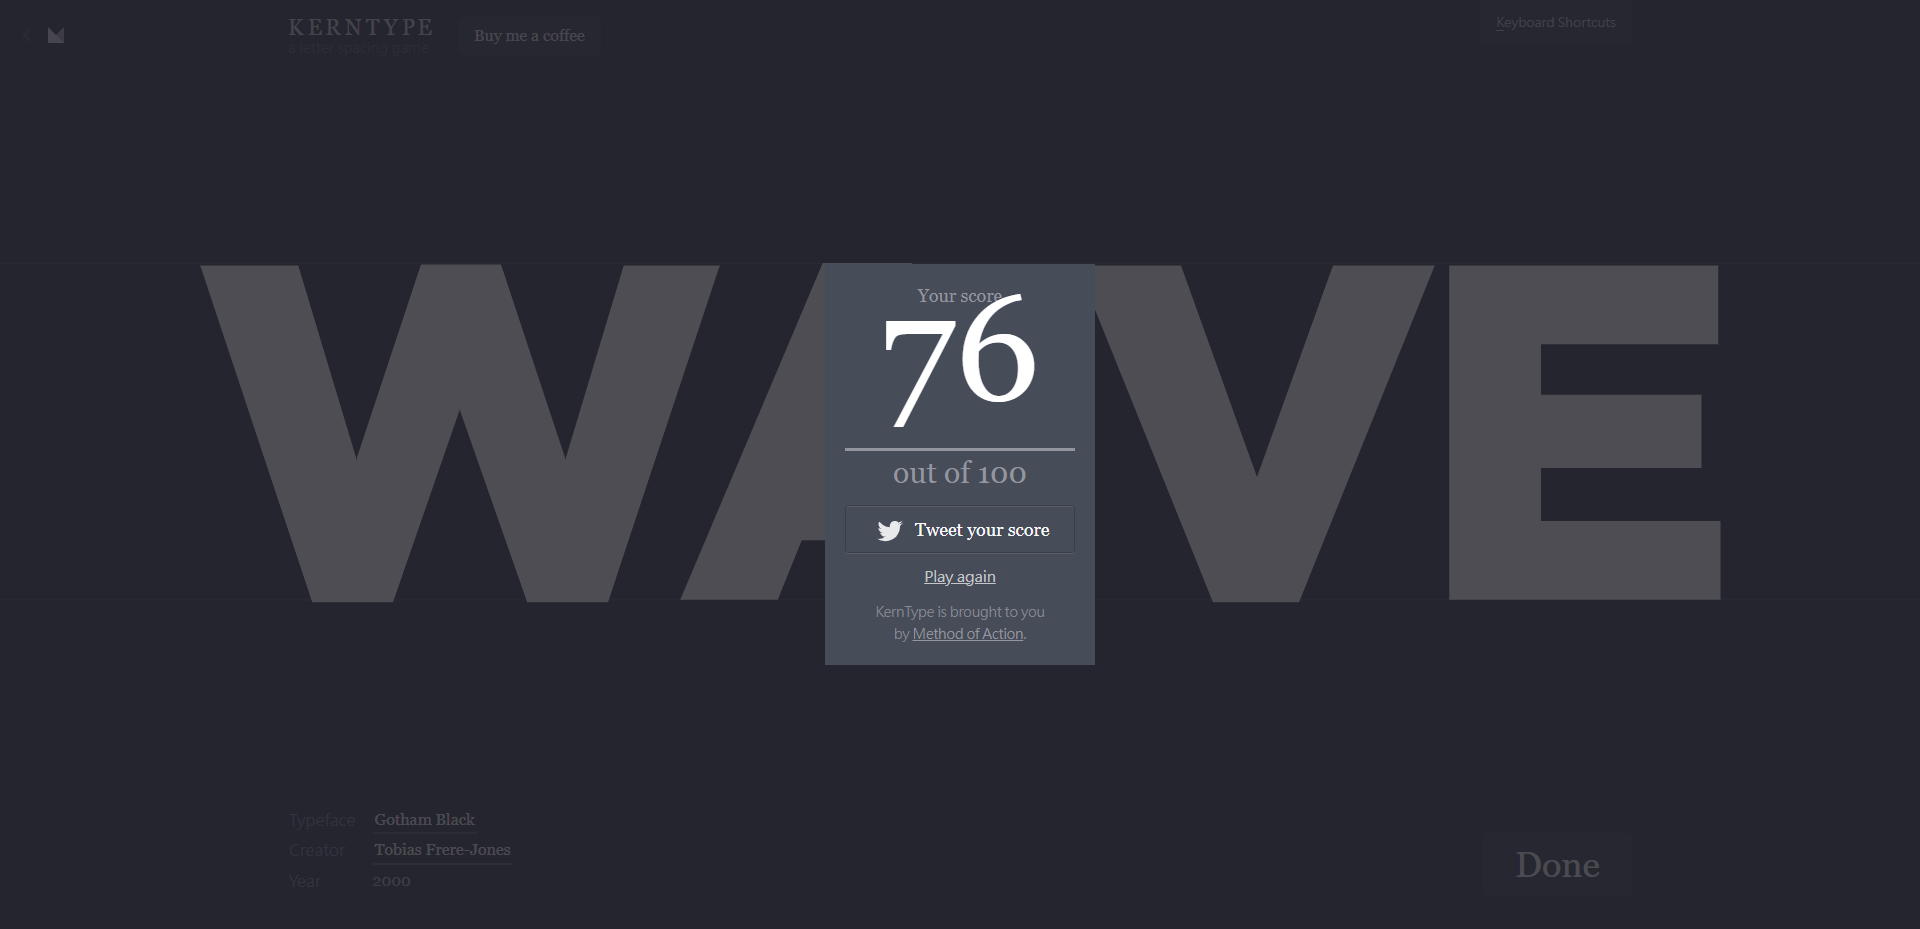 KERNTYPE
a letter spacing game
Buy me a coffee
Keyboard Shortcuts
WAVE
Your score
76
out of 100
Tweet your score
Play again
KernType is brought to you
by Method of Action.
Typeface Gotham Black
Creator Tobias Frere-Jones
Year 2000
Done